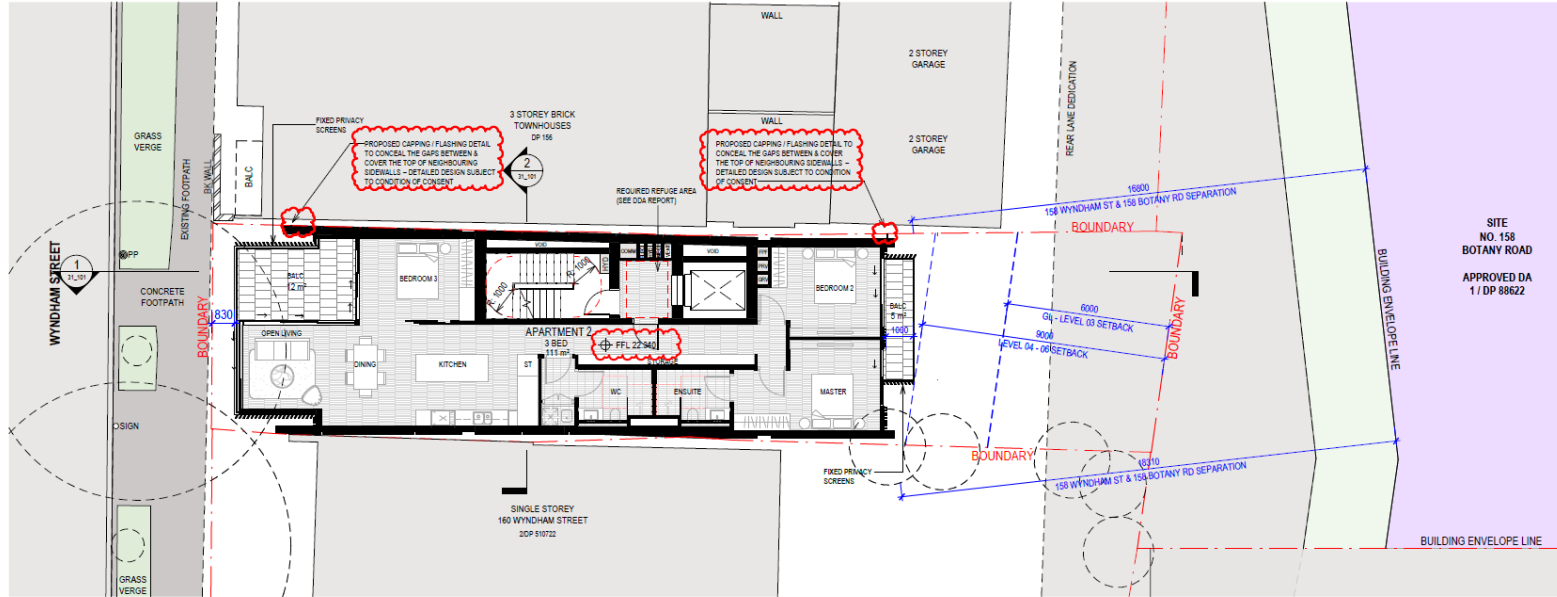 WALL
2 STOREY
GARAGE
WALL
2 STOREY
GARAGE
REAR LANE DEDICATION
GRASS
VERGE
EXISTING FOOTPATH
BK WALL
BALC
FIXED PRIVACY
SCREENS
3 STOREY BRICK
TOWNHOUSES
DP 156
PROPOSED CAPPING / FLASHING DETAIL
TO CONCEAL THE GAPS BETWEEN &
COVER THE TOP OF NEIGHBOURING
SIDEWALLS – DETAILED DESIGN SUBJECT
TO CONDITION OF CONSENT
2
31_101
PROPOSED CAPPING / FLASHING DETAIL TO
CONCEAL THE GAPS BETWEEN & COVER
THE TOP OF NEIGHBOURING SIDEWALLS –
DETAILED DESIGN SUBJECT TO CONDITION
OF CONSENT
REQUIRED REFUGE AREA
(SEE DDA REPORT)
16800
158 WYNDHAM ST & 158 BOTANY RD SEPARATION
BOUNDARY
SITE
NO. 158
BOTANY ROAD
APPROVED DA
1 / DP 88622
BUILDING ENVELOPE LINE
WYNDHAM STREET
1
31_101
PP
CONCRETE
FOOTPATH
BOUNDARY
830
BALC
12 m²
BEDROOM 3
VOID
R. 1000
R. 1000
HYD
COMM
VOID
BEDROOM 2
BALC
5 m²
1000
6000
GL - LEVEL 03 SETBACK
9000
LEVEL 04 - 06 SETBACK
BOUNDARY
OPEN LIVING
DINING
KITCHEN
ST
APARTMENT 2
3 BED
111 m²
FFL 22.940
STORAGE
WC
ENSUITE
MASTER
SIGN
BOUNDARY
FIXED PRIVACY
SCREENS
18310
158 WYNDHAM ST & 158 BOTANY RD SEPARATION
SINGLE STOREY
160 WYNDHAM STREET
2/DP 510722
BUILDING ENVELOPE LINE
GRASS
VERGE